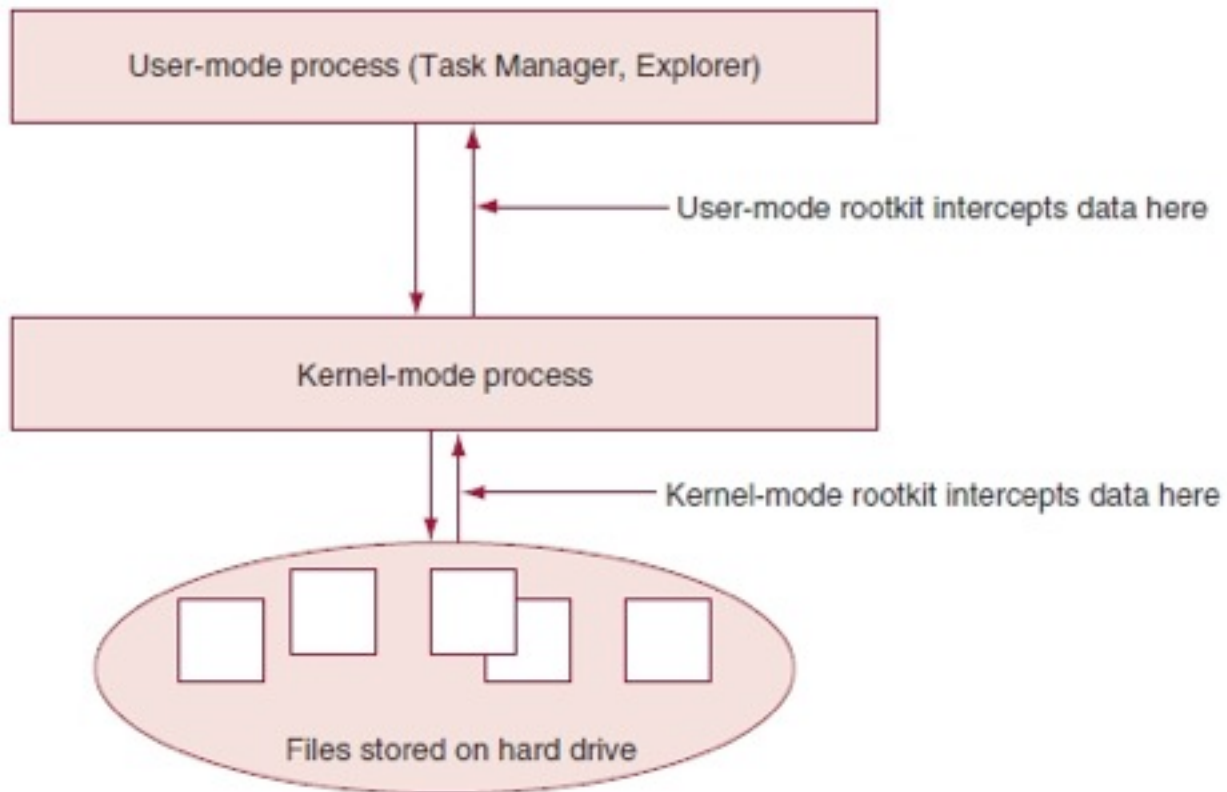 User-mode process (Task Manager, Explorer)
User-mode rootkit intercepts data here
Kernel-mode process
Kernel-mode rootkit intercepts data here
Files stored on hard drive